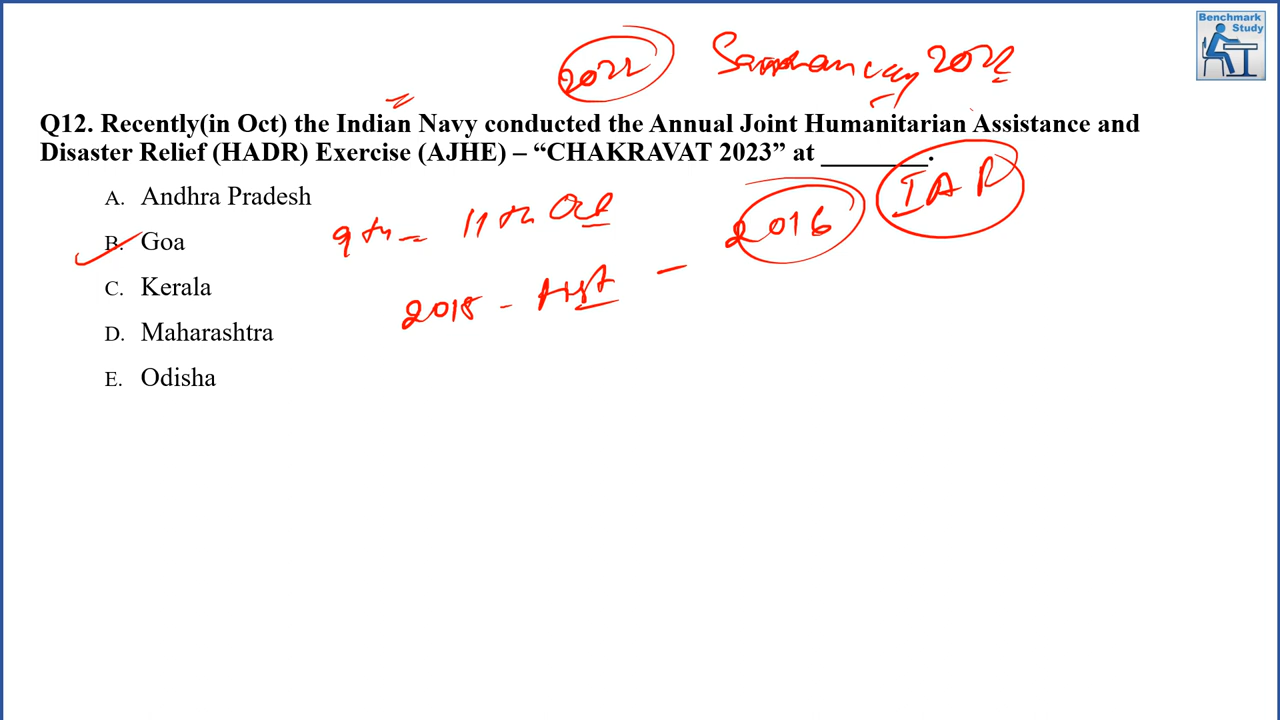 Benchmark
Study
2022 Samanvay 2022
Q12. Recently(in Oct) the Indian Navy conducted the Annual Joint Humanitarian Assistance and
Disaster Relief (HADR) Exercise (AJHE) – “CHAKRAVAT 2023” at ________.
A. Andhra Pradesh
9th – 11th Oct
2016
IAF
B. Goa
C. Kerala
2015 –
D. Maharashtra
E. Odisha